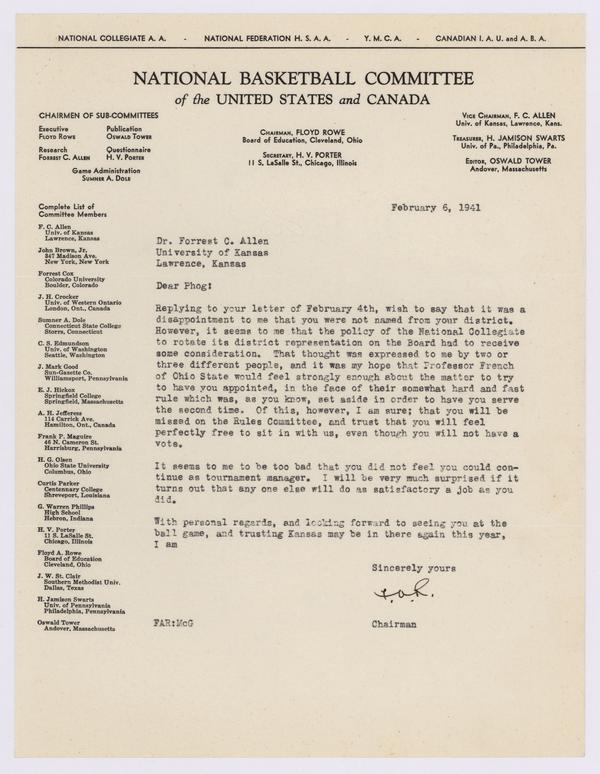 NATIONAL COLLEGIATE A. A. - NATIONAL FEDERATION H. S. A. A. - Y. M. C. A. - CANADIAN I. A. U. and A. B. A.
NATIONAL BASKETBALL COMMITTEE
of the UNITED STATES and CANADA
CHAIRMEN OF SUB-COMMITTEES
Executive Publication
FLOYD ROWE OSWALD TOWER
Research Questionnaire
FORREST C. ALLEN H. V. PORTER
Game Administration
SUMNER A. DOLE
CHAIRMAN, FLOYD ROWE
Board of Education, Cleveland, Ohio
SECRETARY, H. V. PORTER
11 S. LaSalle St., Chicago, Illinois
VICE CHAIRMAN, F. C. ALLEN
Univ. of Kansas, Lawrence, Kans.
TREASURER, H. JAMISON SWARTS
Univ. of Pa., Philadelphia, Pa.
EDITOR, OSWALD TOWER
Andover, Massachusetts
Complete List of
Committee Members
F. C. Allen
Univ. of Kansas
Lawrence, Kansas
John Brown, Jr.
347 Madison Ave.
New York, New York
Forrest Cox
Colorado University
Boulder, Colorado
J. H. Crocker
Univ. of Western Ontario
London, Ont., Canada
Sumner A. Dole
Connecticut State College
Storrs, Connecticut
C. S. Edmundson
Univ. of Washington
Seattle, Washington
J. Mark Good
Sun-Gazette Co.
Williamsport, Pennsylvania
E. J. Hickox
Springfield College
Springfield, Massachusetts
A. H. Jefferess
114 Carrick Ave.
Hamilton, Ont., Canada
Frank P. Maguire
46 N. Cameron St.
Harrisburg, Pennsylvania
H. G. Olsen
Ohio State University
Columbus, Ohio
Curtis Parker
Centenary College
Shreveport, Louisiana
G. Warren Phillips
High School
Hebron, Indiana
H. V. Porter
11 S. LaSalle St.
Chicago, Illinois
Floyd A. Rowe
Board of Education
Cleveland, Ohio
J. W. St. Clair
Southern Methodist Univ.
Dallas, Texas
H. Jamison Swarts
Univ. of Pennsylvania
Philadelphia, Pennsylvania
Oswald Tower
Andover, Massachusetts
February 6, 1941
Dr. Forrest C. Allen
University of Kansas
Lawrence, Kansas
Dear Phog:
Replying to your letter of February 4th, wish to say that it was a
disappointment to me that you were not named from your district.
However, it seems to me that the policy of the National Collegiate
to rotate its district representation on the Board had to receive
some consideration. That thought was expressed to me by two or
three different people, and it was my hope that Professor French
of Ohio State would feel strongly enough about the matter to try
to have you appointed, in the face of their somewhat hard and fast
rule which was, as you know, set aside in order to have you serve
the second time. Of this, however, I am sure; that you will be
missed on the Rules Committee, and trust that you will feel
perfectly free to sit in with us, even though you will not have a
vote.
It seems to me to be too bad that you did not feel you could con-
tinue as tournament manager. I will be very much surprised if it
turns out that any one else will do as satisfactory a job as you
did.
With personal regards, and looking forward to seeing you at the
ball game, and trusting Kansas may be in there again this year,
I am
Sincerely yours
F.A.R.
FAR:McG Chairman